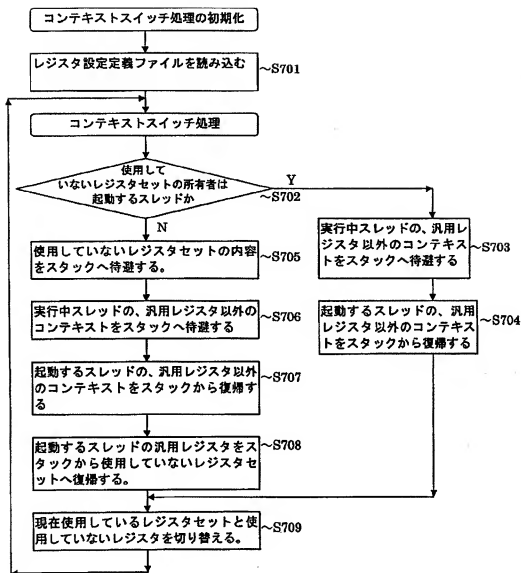 コンテキストスイッチ処理の初期化
レジスタ設定定義ファイルを読み込む
~S701
コンテキストスイッチ処理
使用して
いないレジスタセットの所有者は
起動するスレッドか
~S702
Y
N
実行中スレッドの、汎用レジ
スタ以外のコンテキスト
をスタックへ待避する
~S703
起動するスレッドの、汎用
レジスタ以外のコンテキス
トをスタックから復帰する
~S704
使用していないレジスタセットの内容
をスタックへ待避する。
~S705
実行中スレッドの、汎用レジスタ以外の
コンテキストをスタックへ待避する
~S706
起動するスレッドの、汎用レジスタ以外
のコンテキストをスタックから復帰す
る
~S707
起動するスレッドの汎用レジスタをス
タックから使用していないレジスタセ
ットへ復帰する。
~S708
現在使用しているレジスタセットと使
用していないレジスタを切り替える。
~S709